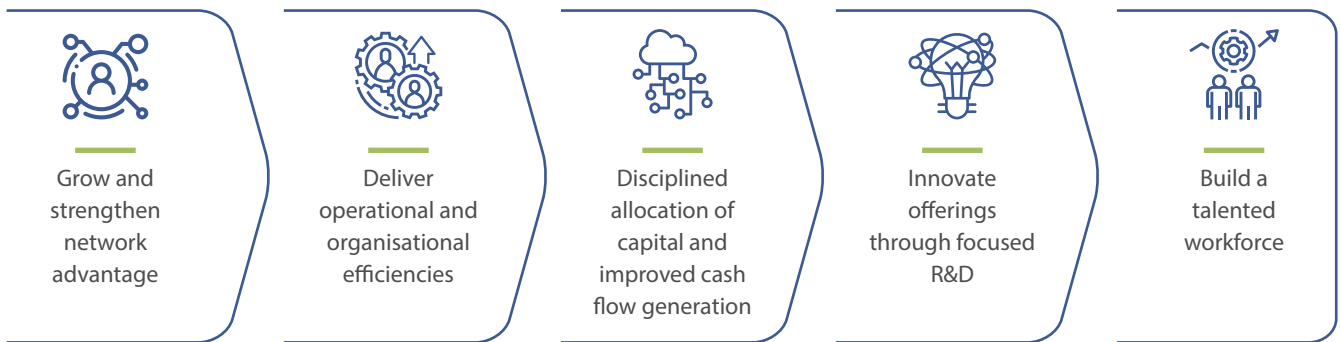 Grow and
strengthen
network
advantage
Deliver
operational and
organisational
efficiencies
Disciplined
allocation of
capital and
improved cash
flow generation
Innovate
offerings
through focused
R&D
Build a
talented
workforce